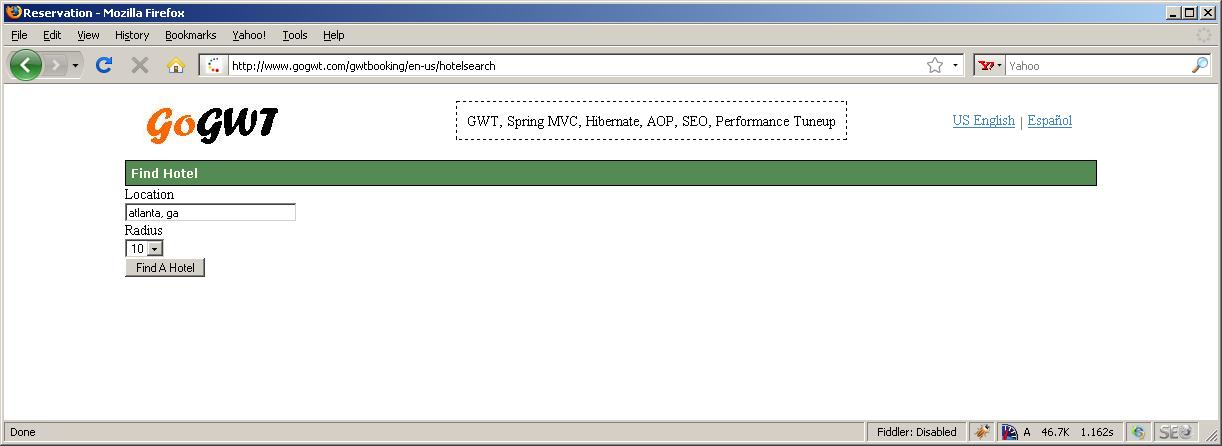 Reservation - Mozilla Firefox
File Edit View History Bookmarks Yahoo! Tools Help
http://www.gogwt.com/gwtbooking/en-us/hotelsearch Yahoo
GoGWT
GWT, Spring MVC, Hibernate, AOP, SEO, Performance Tuneup
US English | Español
Find Hotel
Location
atlanta, ga
Radius
10
Find A Hotel
Done Fiddler: Disabled A 46.7K 1.162s SEO